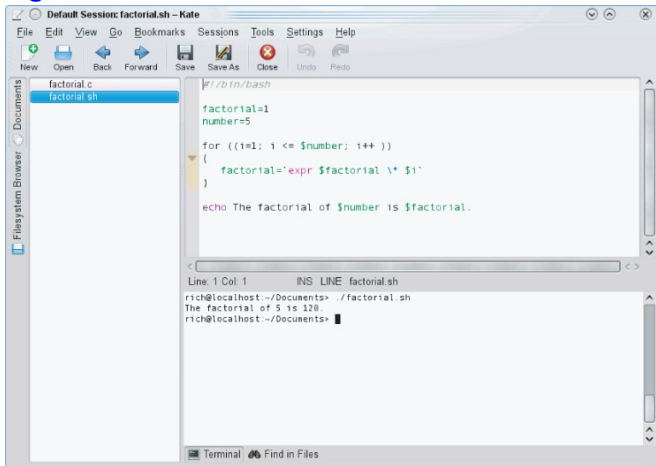 Default Session: factorial.sh – Kate
File Edit View Go Bookmarks Sessions Tools Settings Help
New Open Back Forward Save Save As Close Undo Redo
Documents
Filesystem Browser
factorial.c
factorial.sh
#!/bin/bash
factorial=1
number=5
for ((i=1; i <= $number; i++ ))
{
factorial=`expr $factorial \* $i`
}
echo The factorial of $number is $factorial.
Line: 1 Col: 1 INS LINE factorial.sh
rich@localhost:~/Documents> ./factorial.sh
The factorial of 5 is 120.
rich@localhost:~/Documents>
Terminal Find in Files